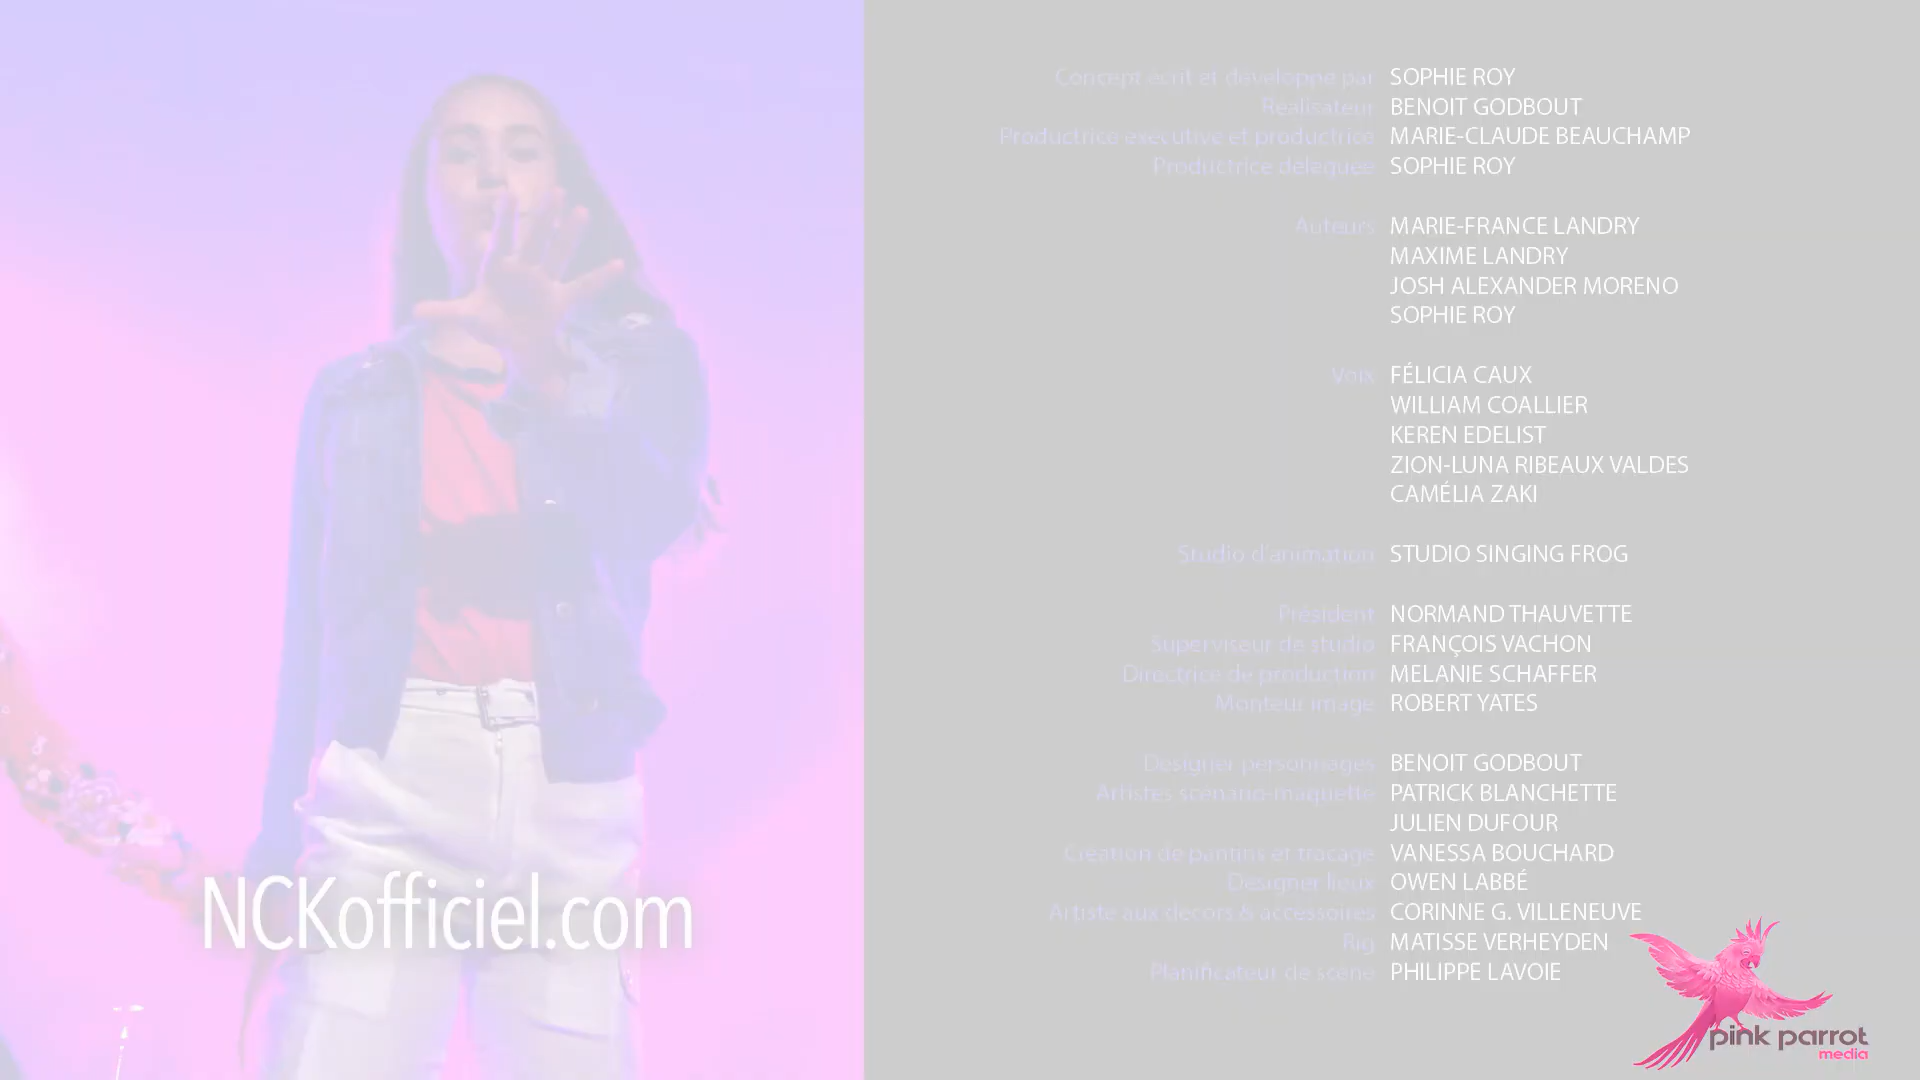 Concept écrit et développé par SOPHIE ROY
Réalisateur BENOIT GODBOUT
Productrice exécutive et productrice MARIE-CLAUDE BEAUCHAMP
Productrice déléguée SOPHIE ROY
Auteurs MARIE-FRANCE LANDRY
MAXIME LANDRY
JOSH ALEXANDER MORENO
SOPHIE ROY
Voix FÉLICIA CAUX
WILLIAM COALLIER
KEREN EDELIST
ZION-LUNA RIBEAUX VALDES
CAMÉLIA ZAKI
Studio d'animation STUDIO SINGING FROG
Président NORMAND THAUVETTE
Superviseur de studio FRANÇOIS VACHON
Directrice de production MELANIE SCHAFFER
Monteur image ROBERT YATES
Designer personnages BENOIT GODBOUT
Artistes scénario-maquette PATRICK BLANCHETTE
JULIEN DUFOUR
Création de pantins et traçage VANESSA BOUCHARD
Designer lieux OWEN LABBÉ
Artiste aux décors & accessoires CORINNE G. VILLENEUVE
Rig MATISSE VERHEYDEN
Planificateur de scène PHILIPPE LAVOIE
NCKofficiel.com
pink parrot
media